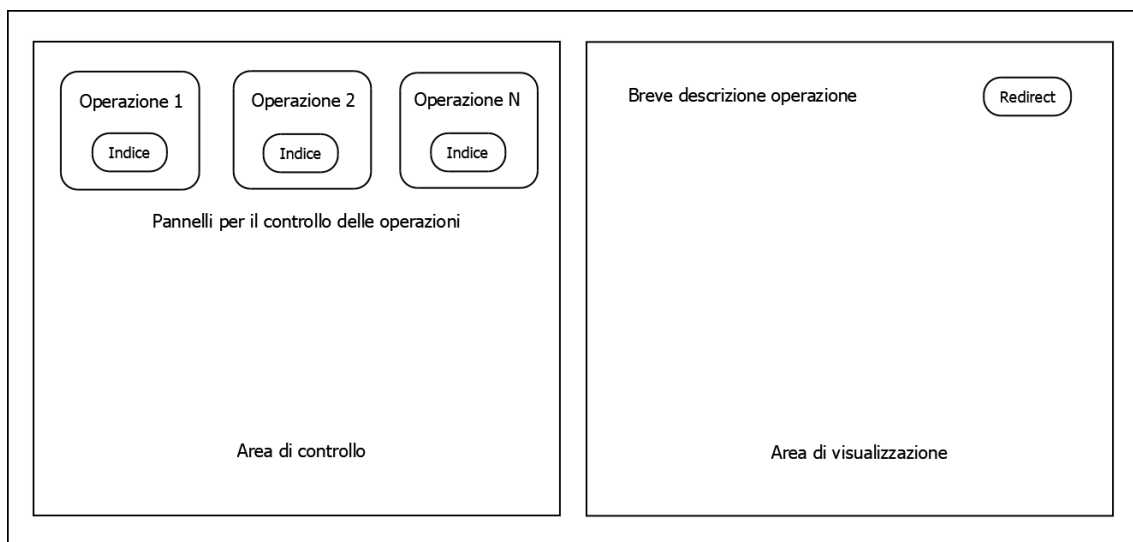 Operazione 1
Indice
Operazione 2
Indice
Operazione N
Indice
Pannelli per il controllo delle operazioni
Area di controllo
Breve descrizione operazione
Redirect
Area di visualizzazione